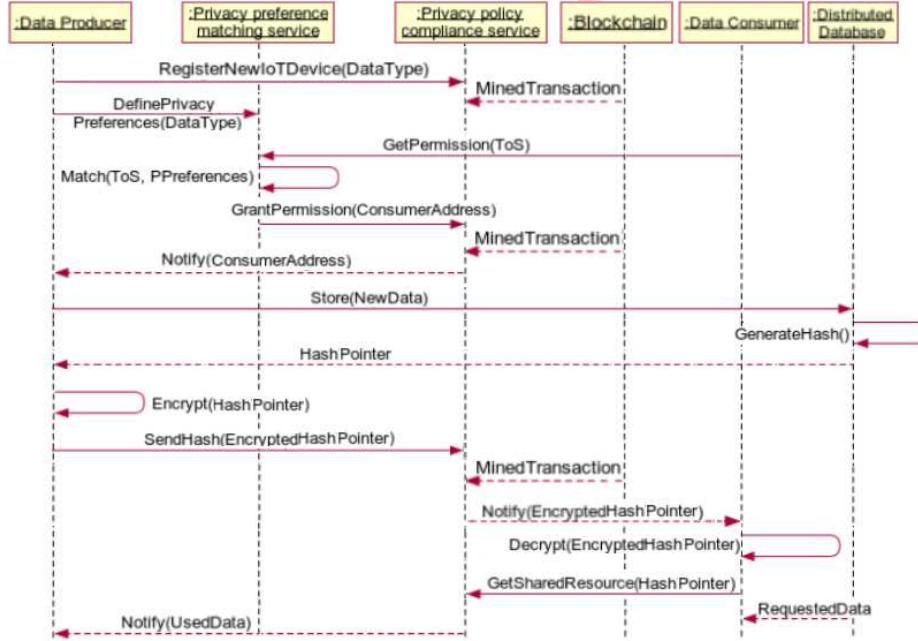 :Data Producer
:Privacy preference
matching service
:Privacy policy
compliance service
:Blockchain
:Data Consumer
:Distributed
Database
RegisterNewIoTDevice(DataType)
MinedTransaction
DefinePrivacy
Preferences(DataType)
GetPermission(ToS)
Match(ToS, PPreferences)
GrantPermission(ConsumerAddress)
MinedTransaction
Notify(ConsumerAddress)
Store(NewData)
GenerateHash()
HashPointer
Encrypt(HashPointer)
SendHash(EncryptedHashPointer)
MinedTransaction
Notify(EncryptedHashPointer)
Decrypt(EncryptedHashPointer)
GetSharedResource(HashPointer)
RequestedData
Notify(UsedData)